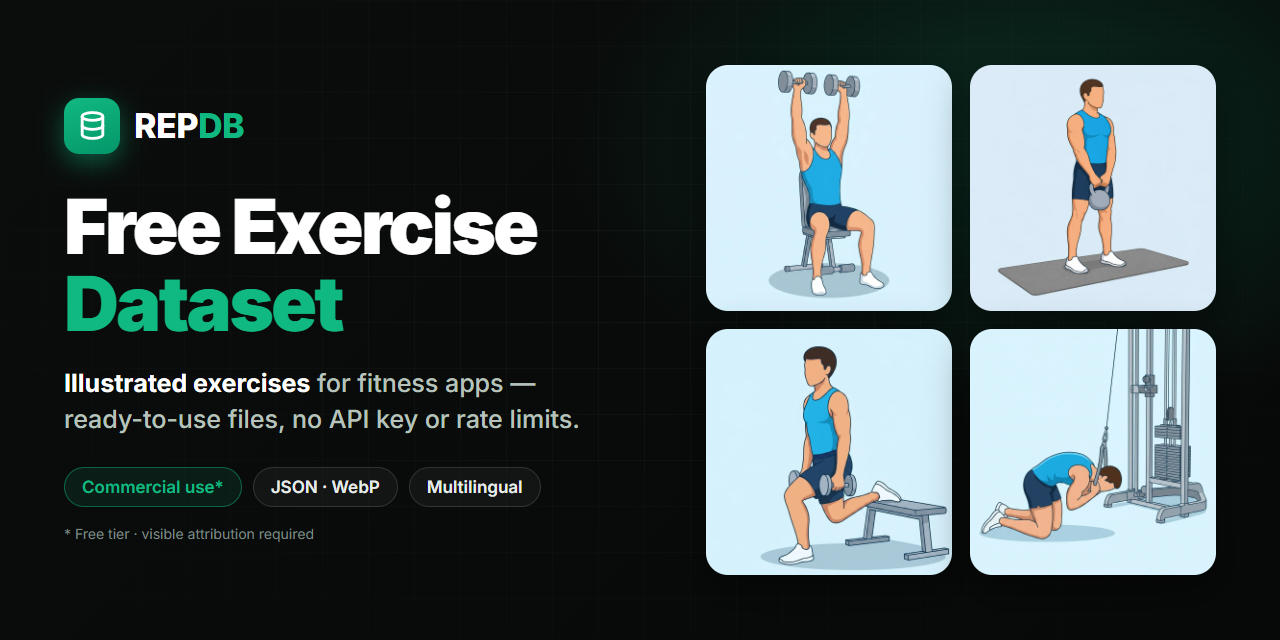 REPDB
Free Exercise
Dataset
Illustrated exercises for fitness apps —
ready-to-use files, no API key or rate limits.
Commercial use*
JSON · WebP
Multilingual
* Free tier · visible attribution required